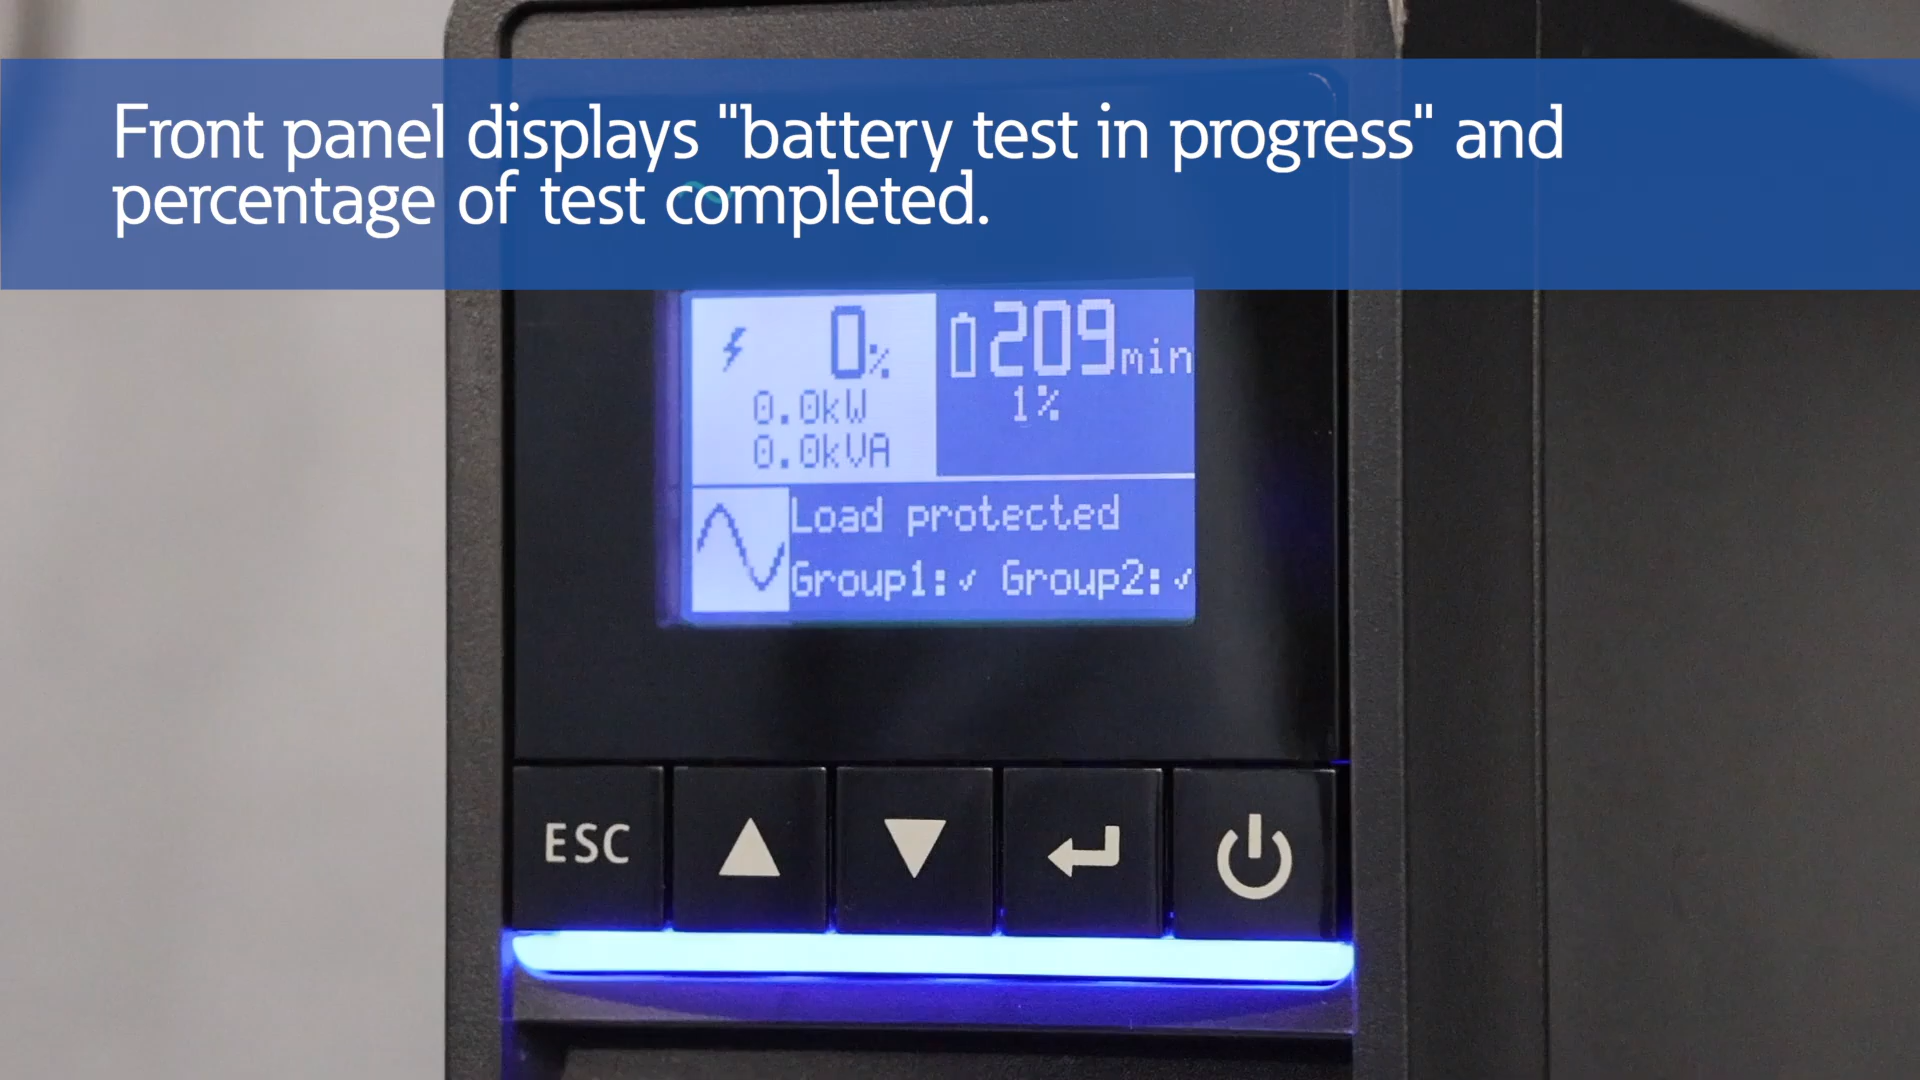 Front panel displays "battery test in progress" and
percentage of test completed.
0% 209min
0.0kW 1%
0.0kVA
Load protected
Group1:✓ Group2:✓
ESC